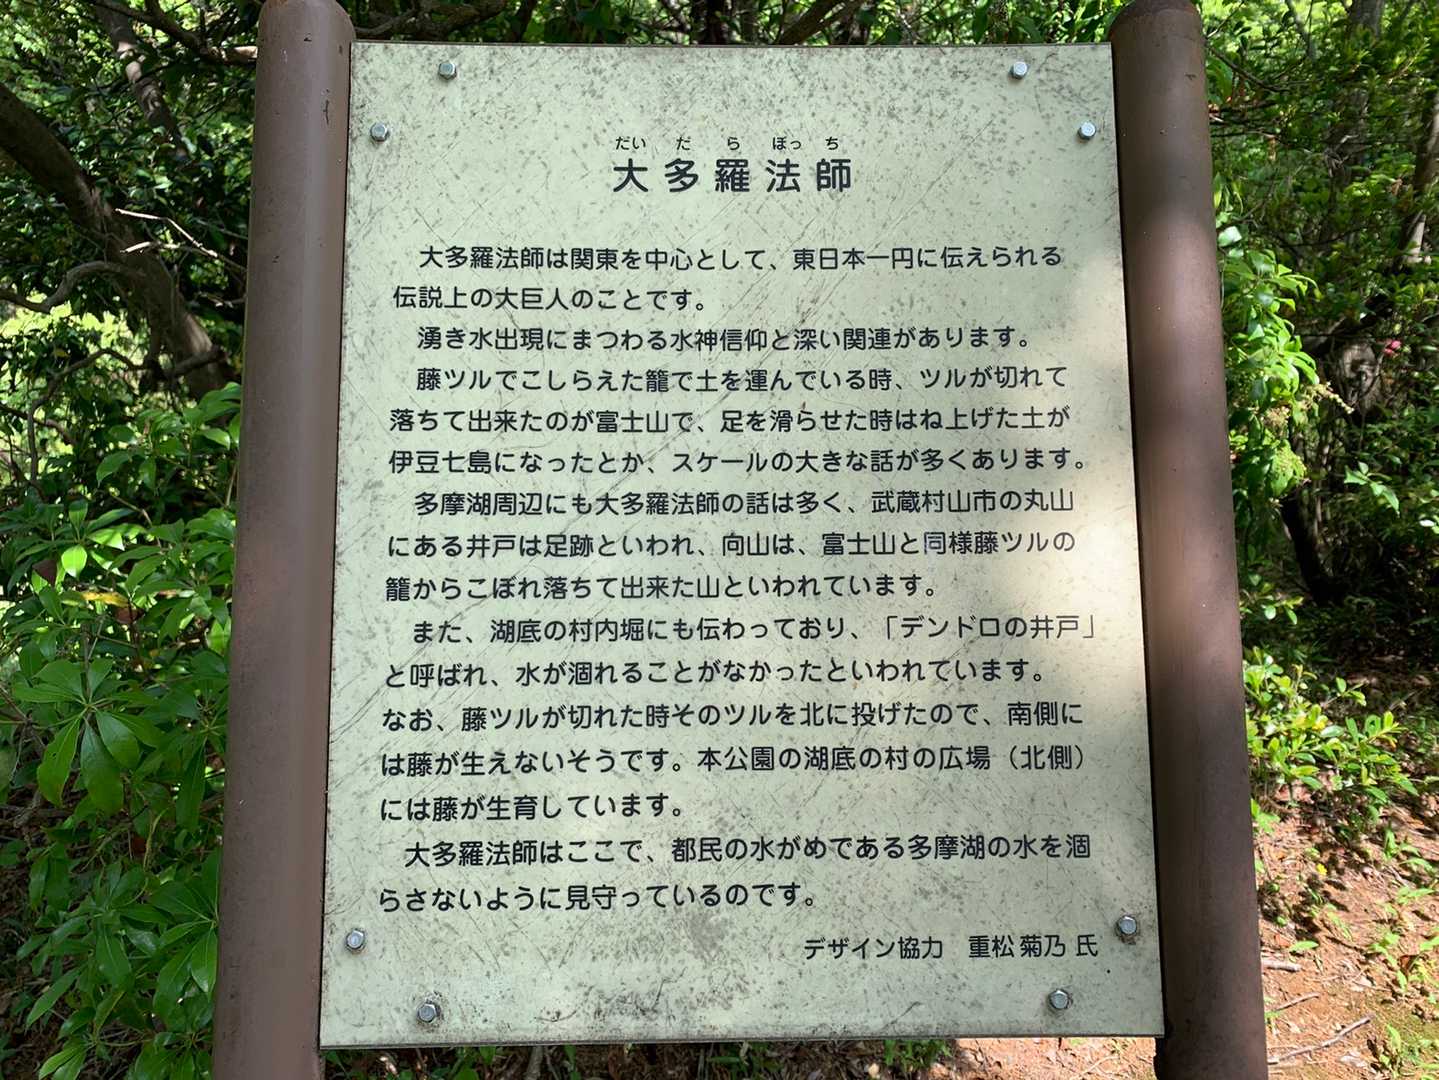 だいだらぼっち
大多羅法師
大多羅法師は関東を中心として、東日本一円に伝えられる
伝説上の大巨人のことです。
湧き水出現にまつわる水神信仰と深い関連があります。
藤ツルでこしらえた籠で土を運んでいる時、ツルが切れて
落ちて出来たのが富士山で、足を滑らせた時はね上げた土が
伊豆七島になったとか、スケールの大きな話が多くあります。
多摩湖周辺にも大多羅法師の話は多く、武蔵村山市の丸山
にある井戸は足跡といわれ、向山は、富士山と同様藤ツルの
籠からこぼれ落ちて出来た山といわれています。
また、湖底の村内堀にも伝わっており、「デンドロの井戸」
と呼ばれ、水が涸れることがなかったといわれています。
なお、藤ツルが切れた時そのツルを北に投げたので、南側に
は藤が生えないそうです。本公園の湖底の村の広場（北側）
には藤が生育しています。
大多羅法師はここで、都民の水がめである多摩湖の水を涸
らさないように見守っているのです。
デザイン協力　重松 菊乃 氏